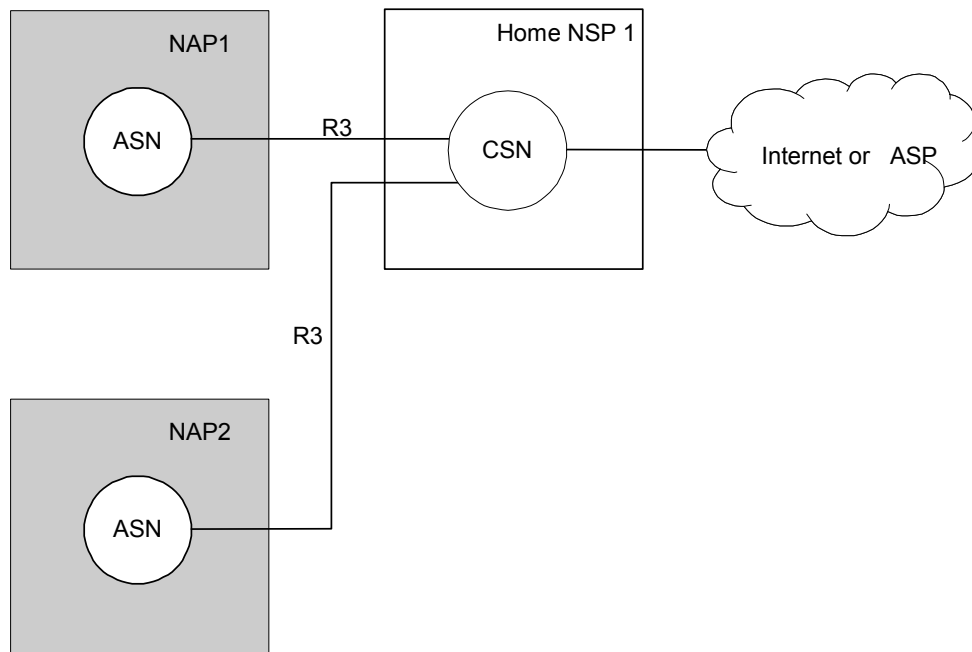 NAP1
Home NSP 1
ASN
R3
CSN
Internet or ASP
R3
NAP2
ASN